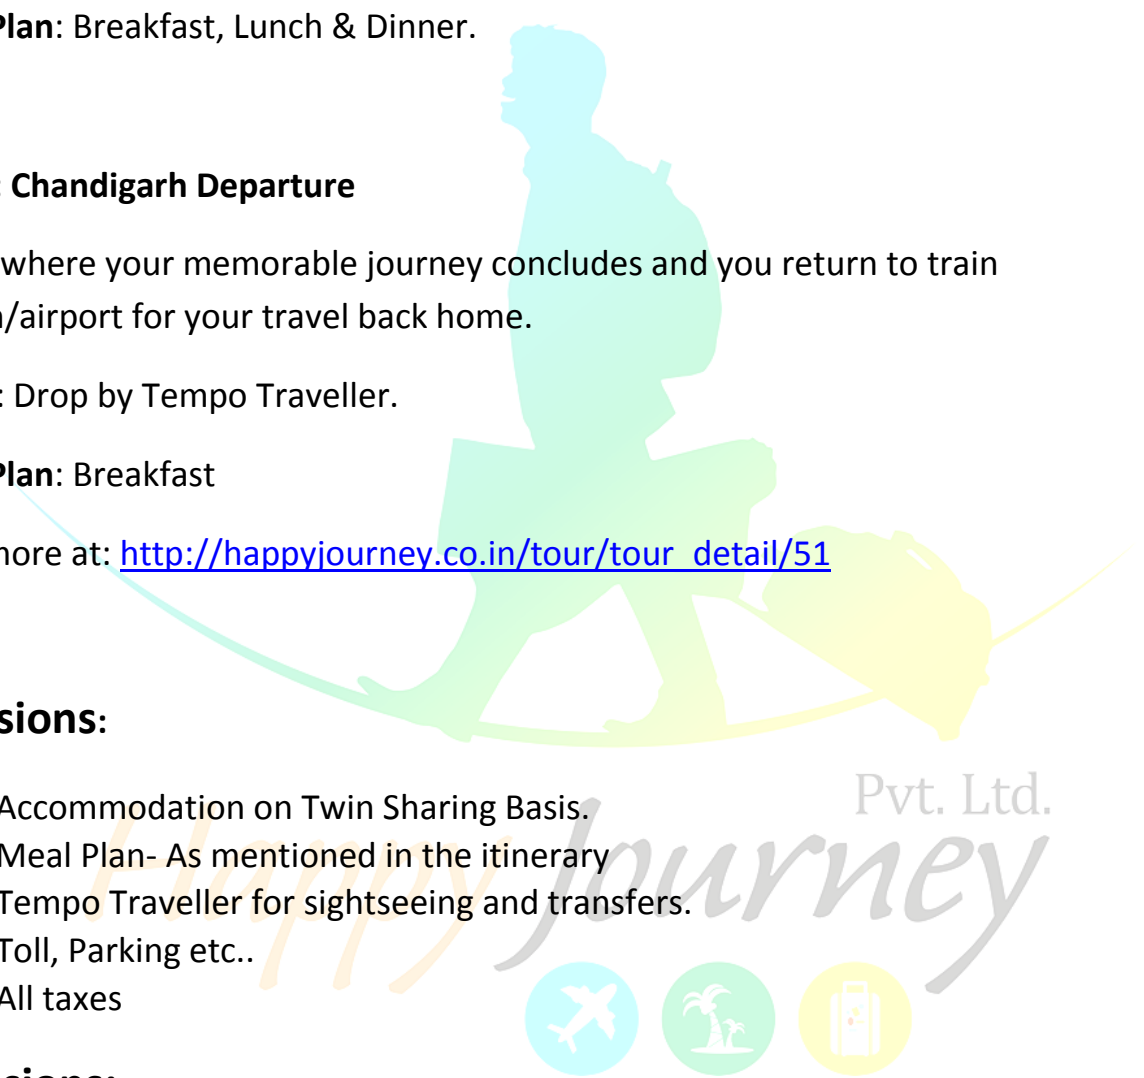 Plan: Breakfast, Lunch & Dinner.
: Chandigarh Departure
where your memorable journey concludes and you return to train
/airport for your travel back home.
: Drop by Tempo Traveller.
Plan: Breakfast
more at: http://happyjourney.co.in/tour/tour_detail/51
sions:
Accommodation on Twin Sharing Basis.
Meal Plan- As mentioned in the itinerary
Tempo Traveller for sightseeing and transfers.
Toll, Parking etc..
All taxes
Pvt. Ltd.
Happy Journey